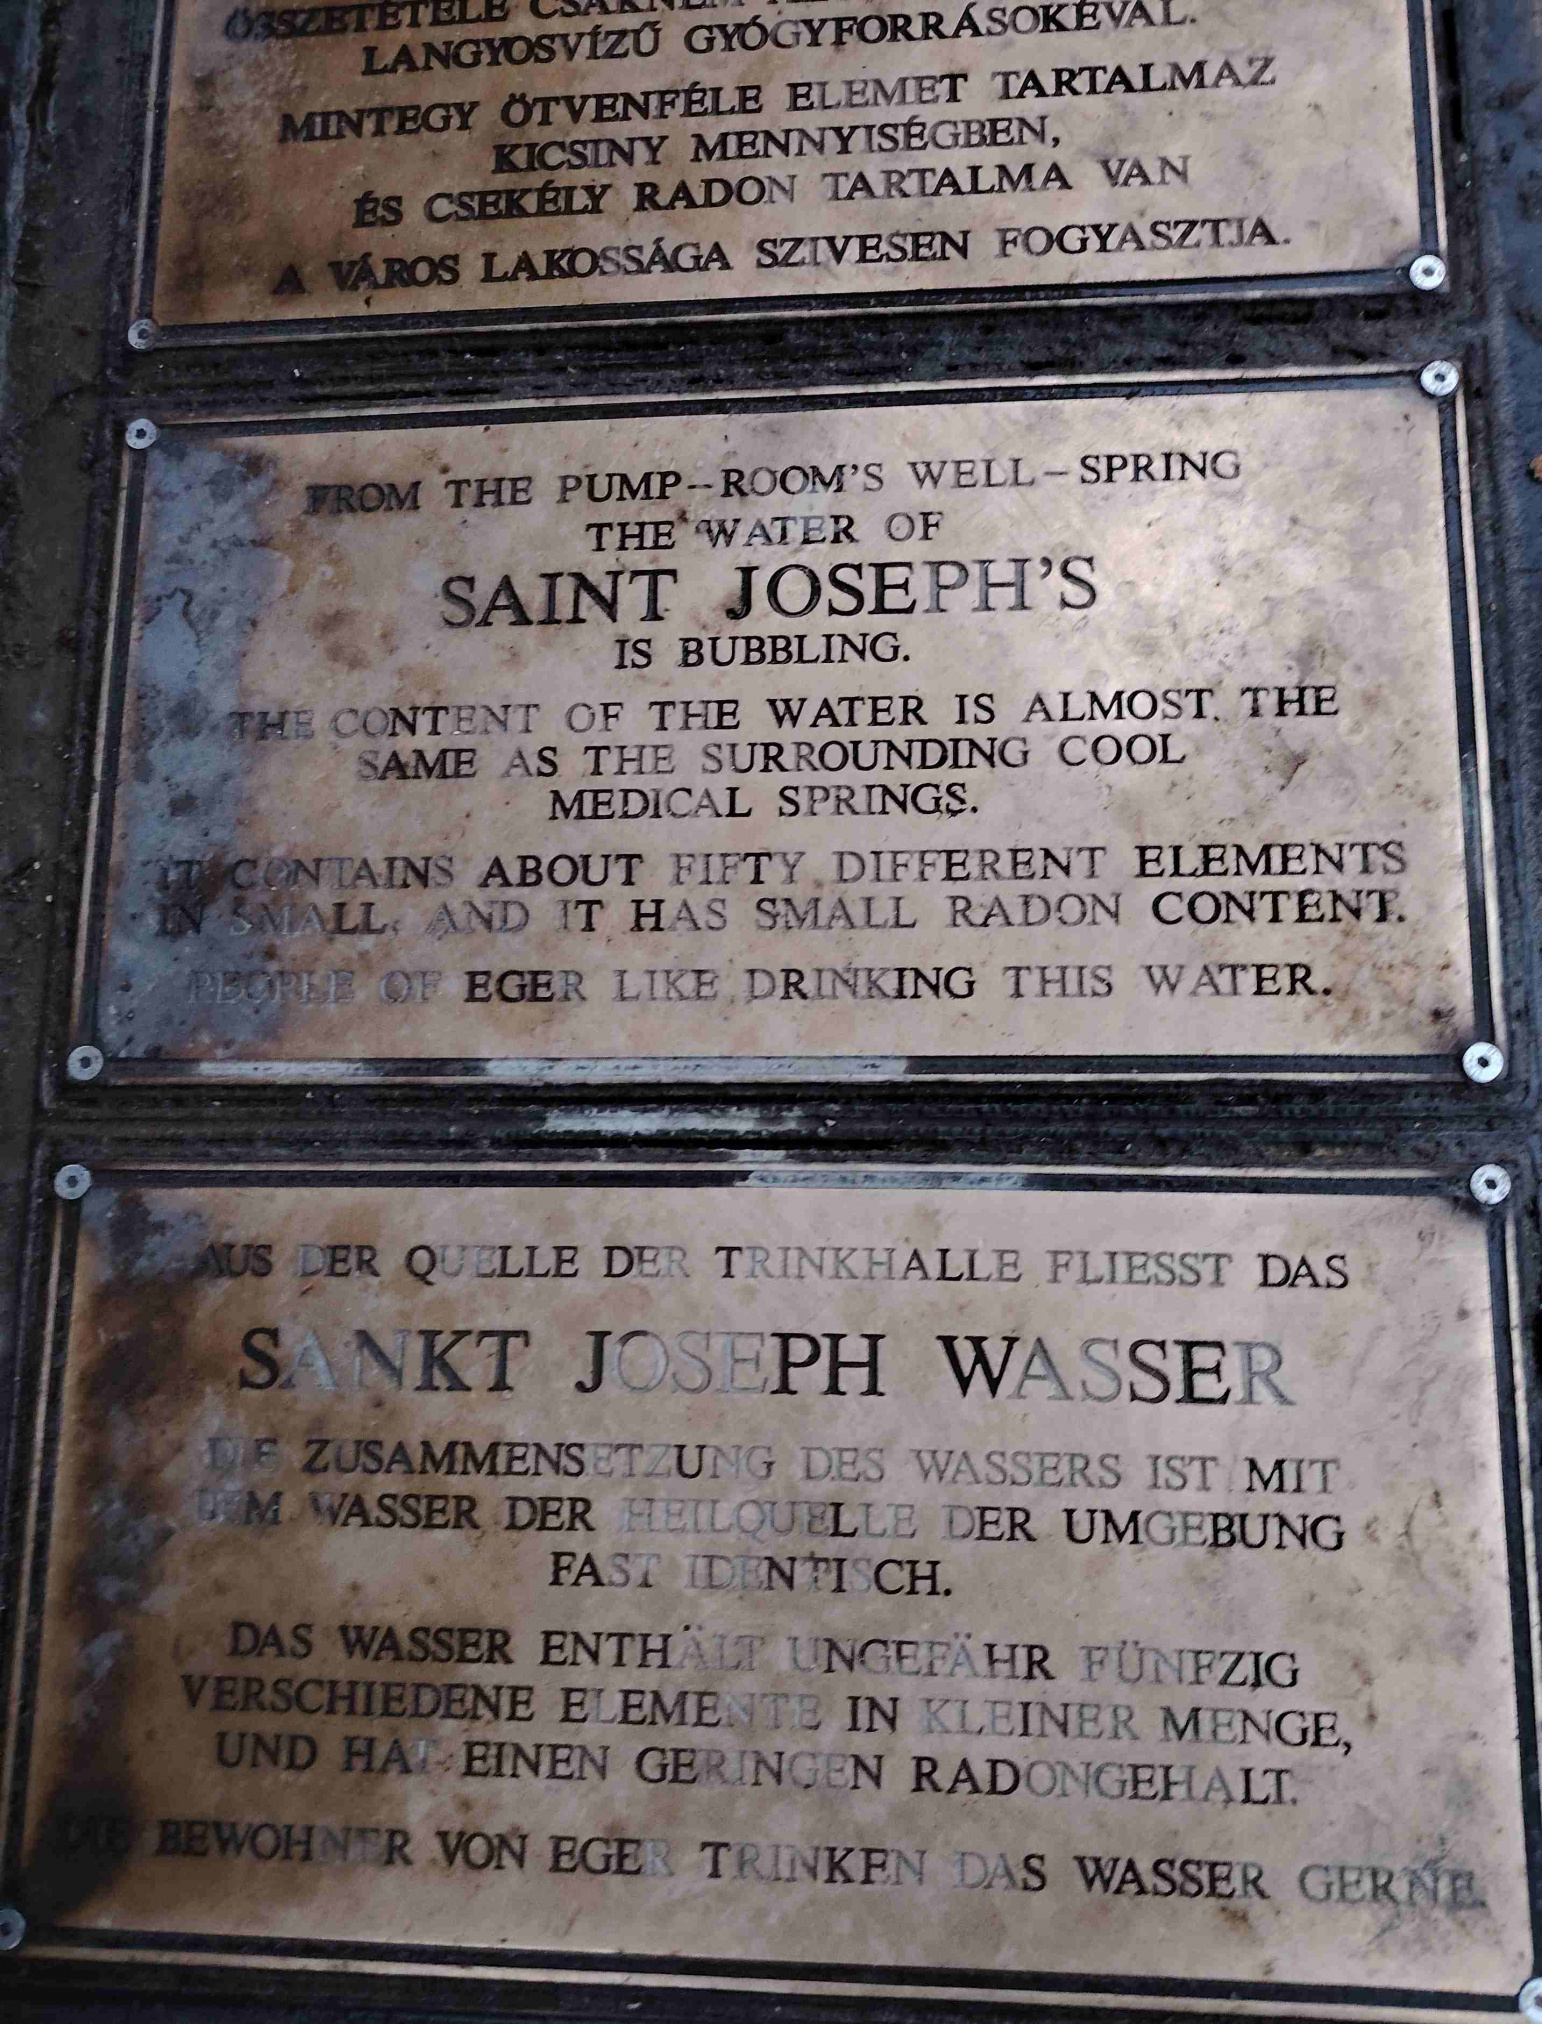 ÖSSZETÉTELE CSAKNEM
LANGYOSVÍZŰ GYÓGYFORRÁSOKÉVAL.
MINTEGY ÖTVENFÉLE ELEMET TARTALMAZ
KICSINY MENNYISÉGBEN,
ÉS CSEKÉLY RADON TARTALMA VAN
A VÁROS LAKOSSÁGA SZIVESEN FOGYASZTJA.
FROM THE PUMP-ROOM'S WELL-SPRING
THE WATER OF
SAINT JOSEPH'S
IS BUBBLING.
THE CONTENT OF THE WATER IS ALMOST THE
SAME AS THE SURROUNDING COOL
MEDICAL SPRINGS.
IT CONTAINS ABOUT FIFTY DIFFERENT ELEMENTS
IN SMALL, AND IT HAS SMALL RADON CONTENT.
PEOPLE OF EGER LIKE DRINKING THIS WATER.
AUS DER QUELLE DER TRINKHALLE FLIESST DAS
SANKT JOSEPH WASSER
DIE ZUSAMMENSETZUNG DES WASSERS IST MIT
DEM WASSER DER HEILQUELLE DER UMGEBUNG
FAST IDENTISCH.
DAS WASSER ENTHÄLT UNGEFÄHR FÜNFZIG
VERSCHIEDENE ELEMENTE IN KLEINER MENGE,
UND HAT EINEN GERINGEN RADONGEHALT.
DIE BEWOHNER VON EGER TRINKEN DAS WASSER GERNE.